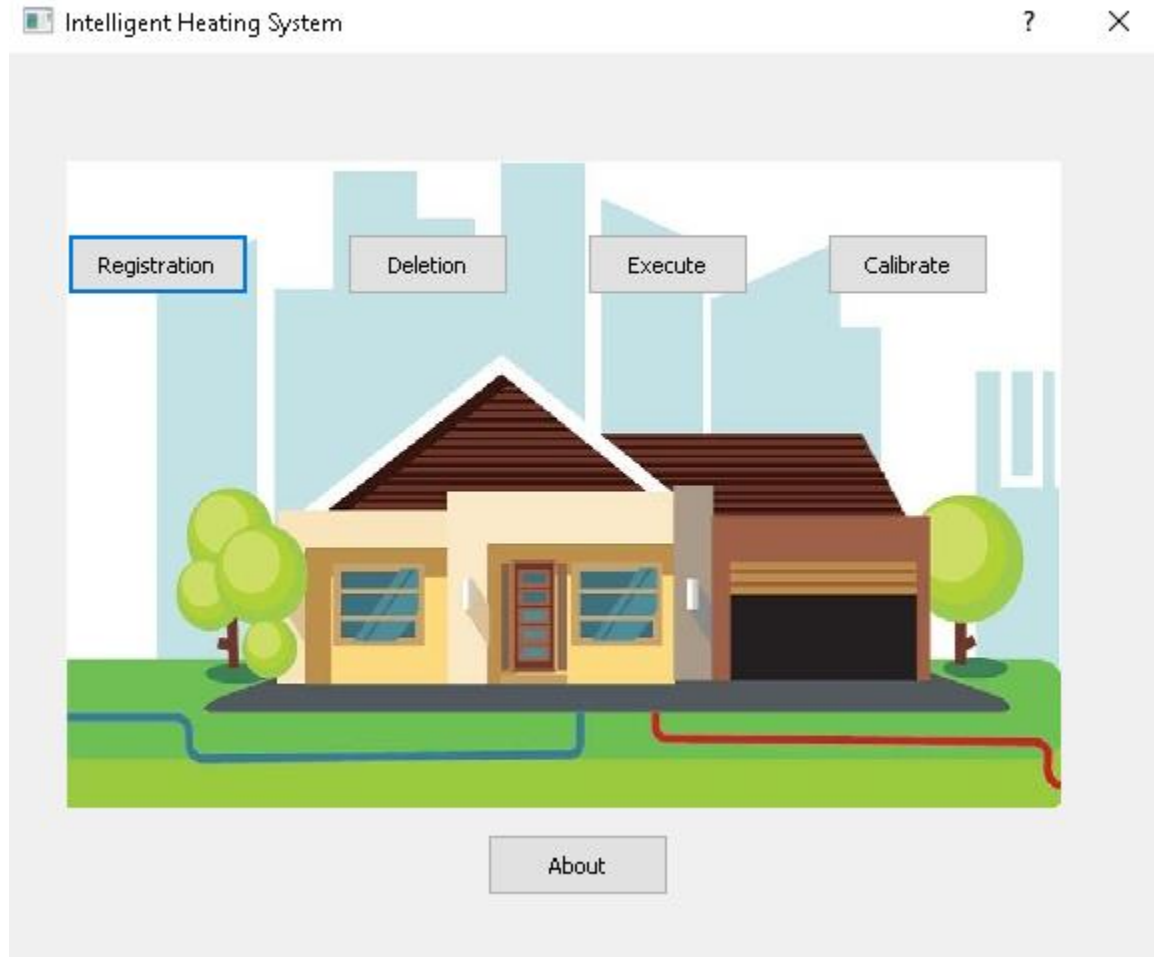 Intelligent Heating System
Registration
Deletion
Execute
Calibrate
About